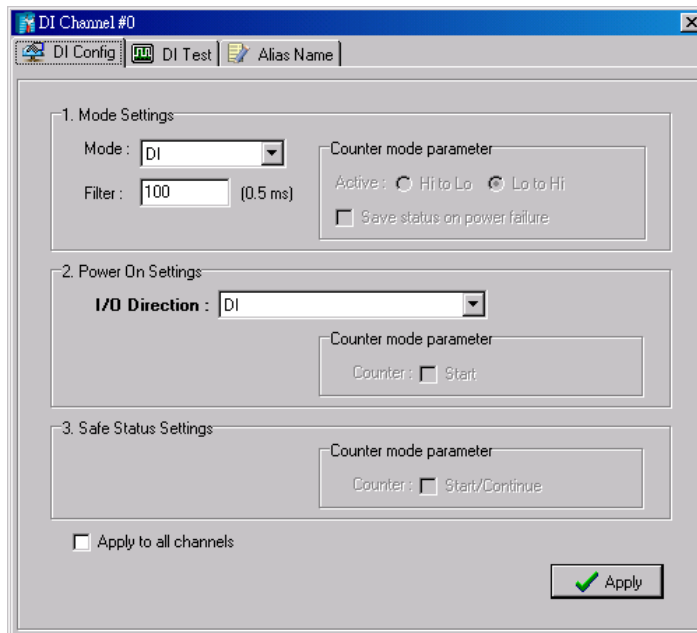 DI Channel #0
DI Config DI Test Alias Name
1. Mode Settings
Mode : DI
Filter : 100 (0.5 ms)
Counter mode parameter
Active : Hi to Lo Lo to Hi
Save status on power failure
2. Power On Settings
I/O Direction : DI
Counter mode parameter
Counter : Start
3. Safe Status Settings
Counter mode parameter
Counter : Start/Continue
Apply to all channels
Apply